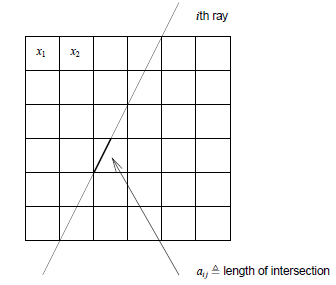 ith ray
x₁ x₂
aᵢⱼ ≜ length of intersection